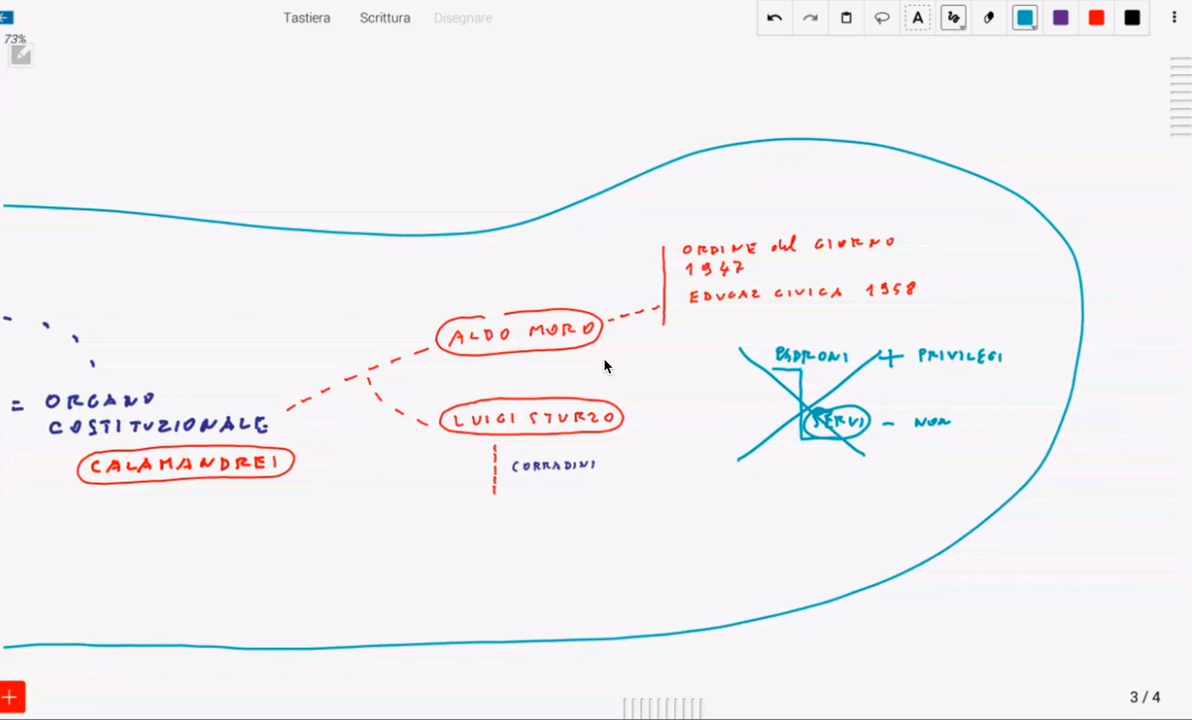 Tastiera Scrittura Disegnare A
73%
ORDINE del GIORNO
1947
EDUCAZ CIVICA 1958
ALDO MORO
PADRONI + PRIVILEGI
= ORGANO
COSTITUZIONALE
LUIGI STURZO
SERVI - NON
CALAMANDREI
CORRADINI
3 / 4